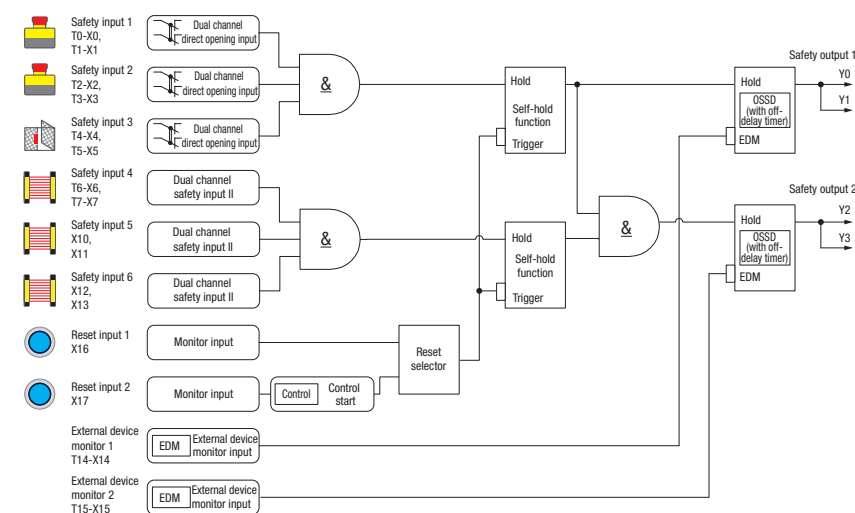 Safety input 1
T0-X0,
T1-X1
Dual channel
direct opening input
Safety input 2
T2-X2,
T3-X3
Dual channel
direct opening input
Safety input 3
T4-X4,
T5-X5
Dual channel
direct opening input
&
Hold
Self-hold
function
Trigger
Safety output 1
Hold
OSSD
(with off-
delay timer)
EDM
Y0
Y1
Safety input 4
T6-X6,
T7-X7
Dual channel
safety input II
Safety input 5
X10,
X11
Dual channel
safety input II
Safety input 6
X12,
X13
Dual channel
safety input II
&
Hold
Self-hold
function
Trigger
&
Safety output 2
Hold
OSSD
(with off-
delay timer)
EDM
Y2
Y3
Reset input 1
X16
Monitor input
Reset
selector
Reset input 2
X17
Monitor input
Control
Control
start
External device
monitor 1
T14-X14
EDM
External device
monitor input
External device
monitor 2
T15-X15
EDM
External device
monitor input